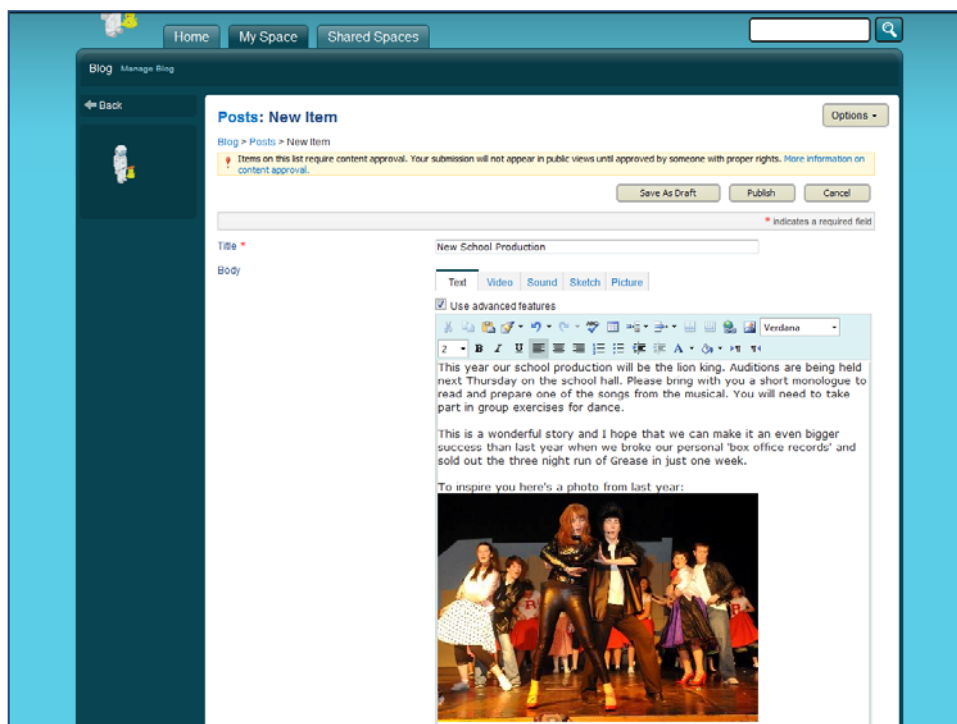 Home My Space Shared Spaces
Blog Manage Blog
Back
Posts: New Item
Options
Blog > Posts > New Item
Items on this list require content approval. Your submission will not appear in public views until approved by someone with proper rights. More information on
content approval.
Save As Draft Publish Cancel
* indicates a required field
Title * New School Production
Body
Text Video Sound Sketch Picture
Use advanced features
Verdana
2 B I U A
This year our school production will be the lion king. Auditions are being held
next Thursday on the school hall. Please bring with you a short monologue to
read and prepare one of the songs from the musical. You will need to take
part in group exercises for dance.
This is a wonderful story and I hope that we can make it an even bigger
success than last year when we broke our personal 'box office records' and
sold out the three night run of Grease in just one week.
To inspire you here's a photo from last year:
R R